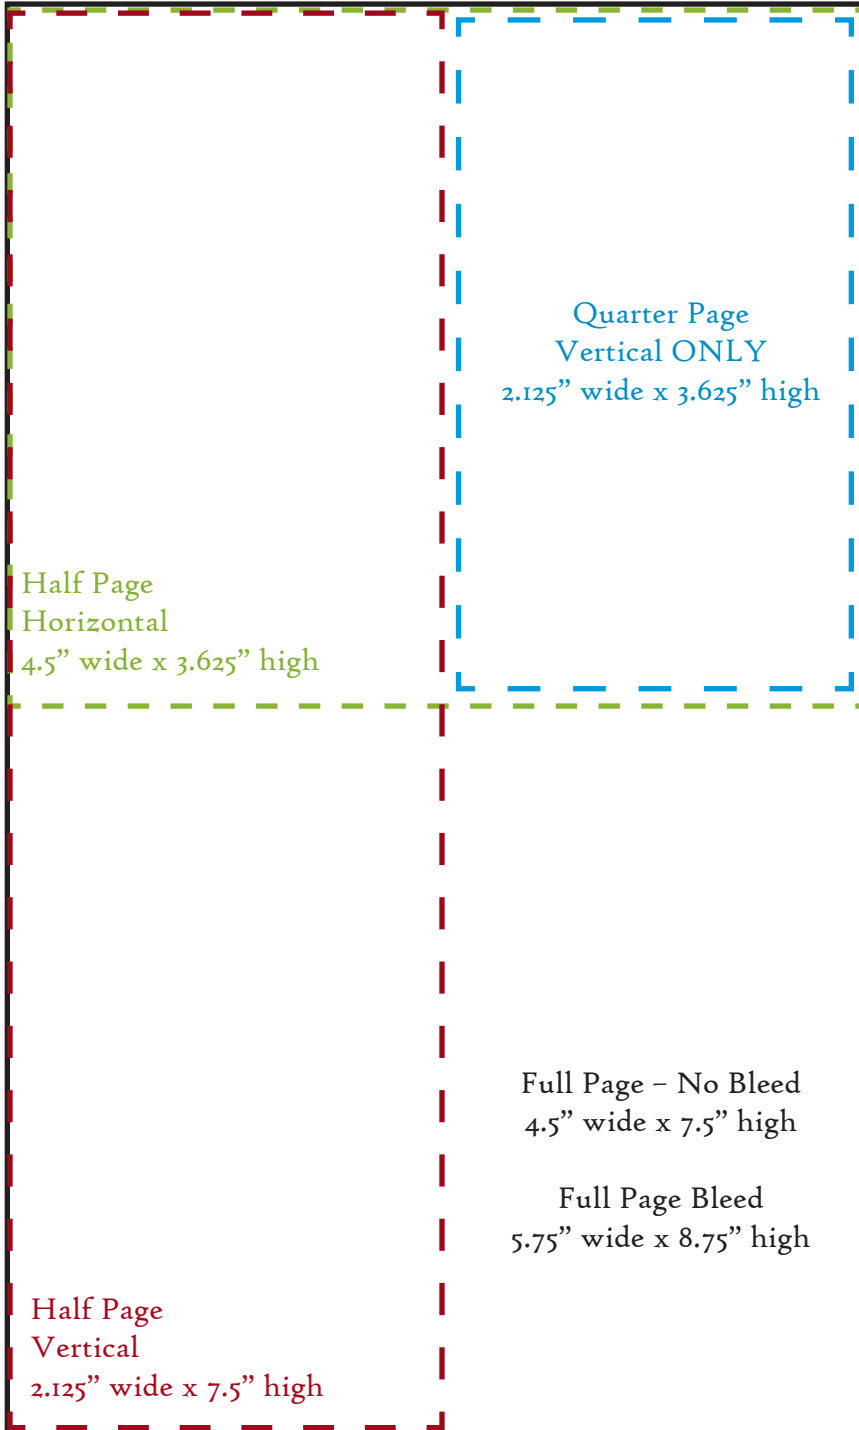 Quarter Page
Vertical ONLY
2.125” wide x 3.625” high
Half Page
Horizontal
4.5” wide x 3.625” high
Full Page – No Bleed
4.5” wide x 7.5” high
Full Page Bleed
5.75” wide x 8.75” high
Half Page
Vertical
2.125” wide x 7.5” high